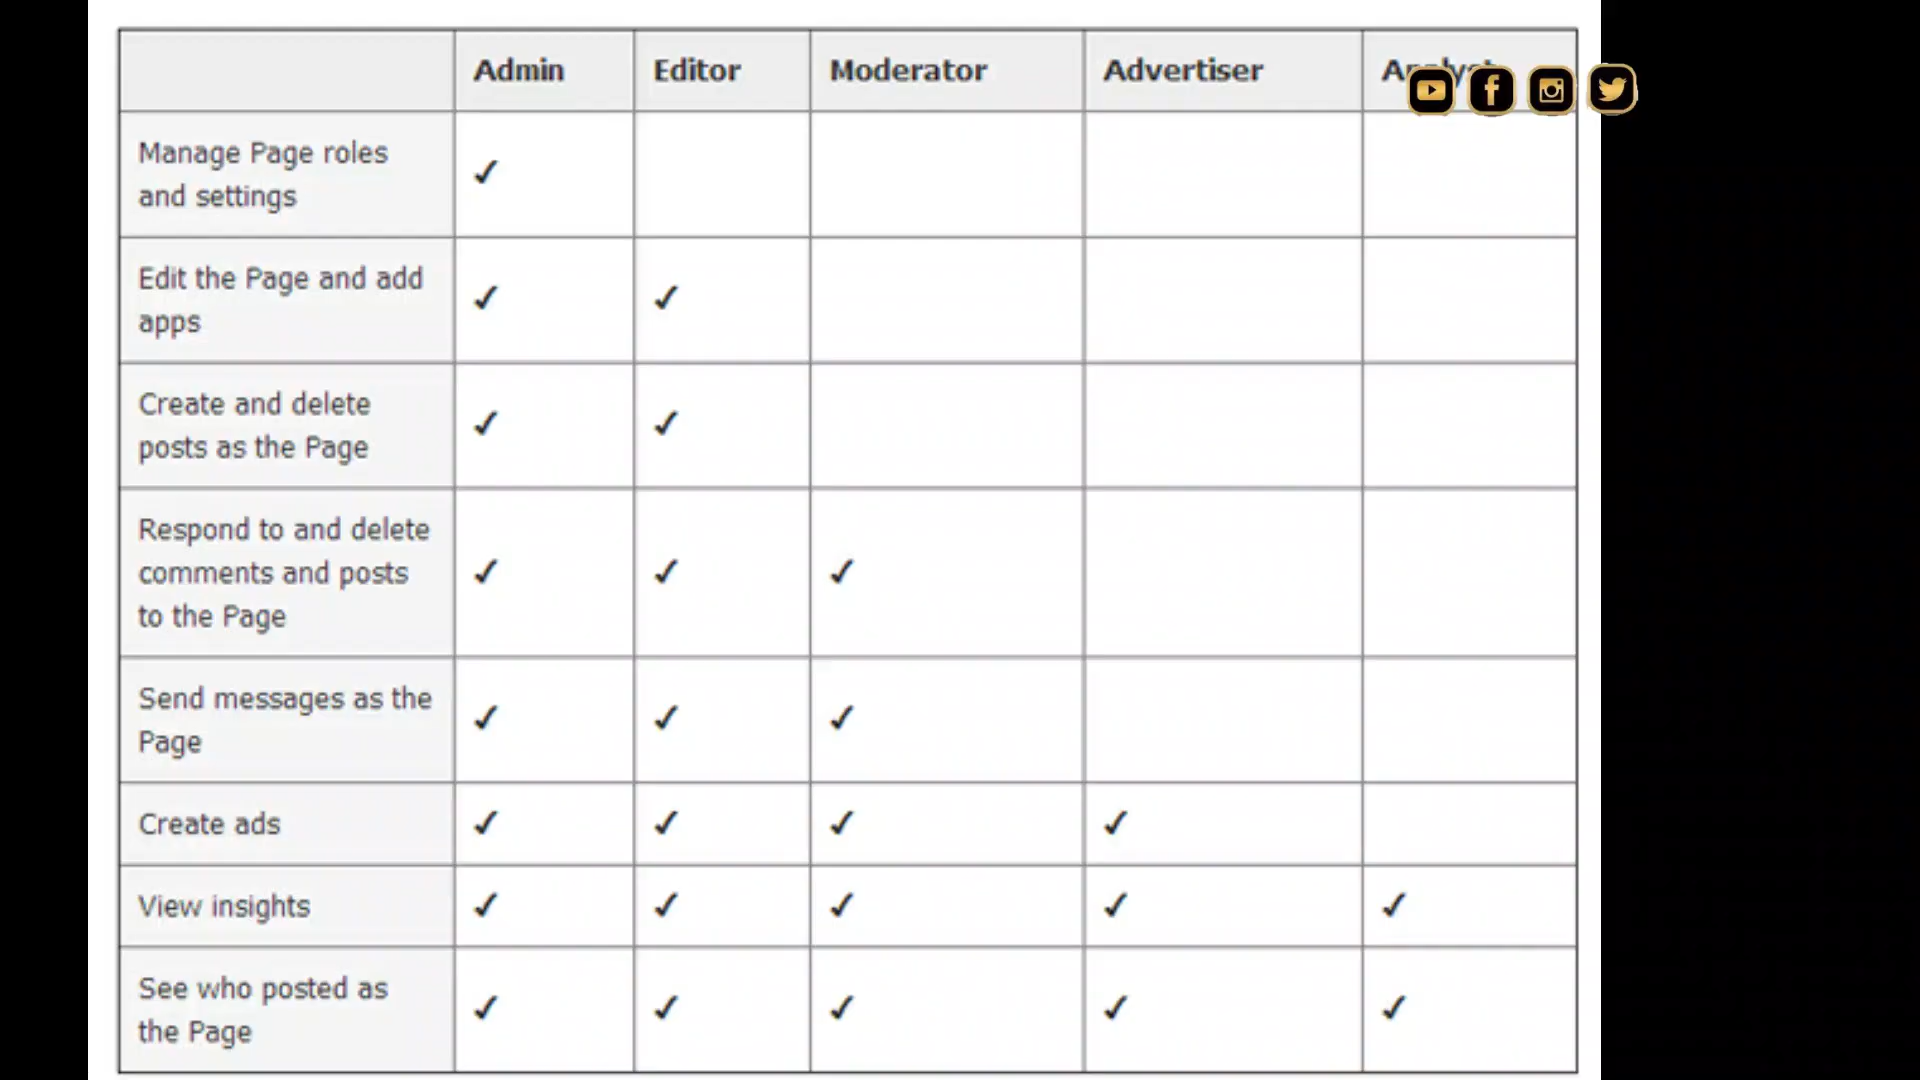 Admin Editor Moderator Advertiser
Manage Page roles
and settings
✓
Edit the Page and add
apps
✓ ✓
Create and delete
posts as the Page
✓ ✓
Respond to and delete
comments and posts
to the Page
✓ ✓ ✓
Send messages as the
Page
✓ ✓ ✓
Create ads ✓ ✓ ✓ ✓
View insights ✓ ✓ ✓ ✓ ✓
See who posted as
the Page
✓ ✓ ✓ ✓ ✓